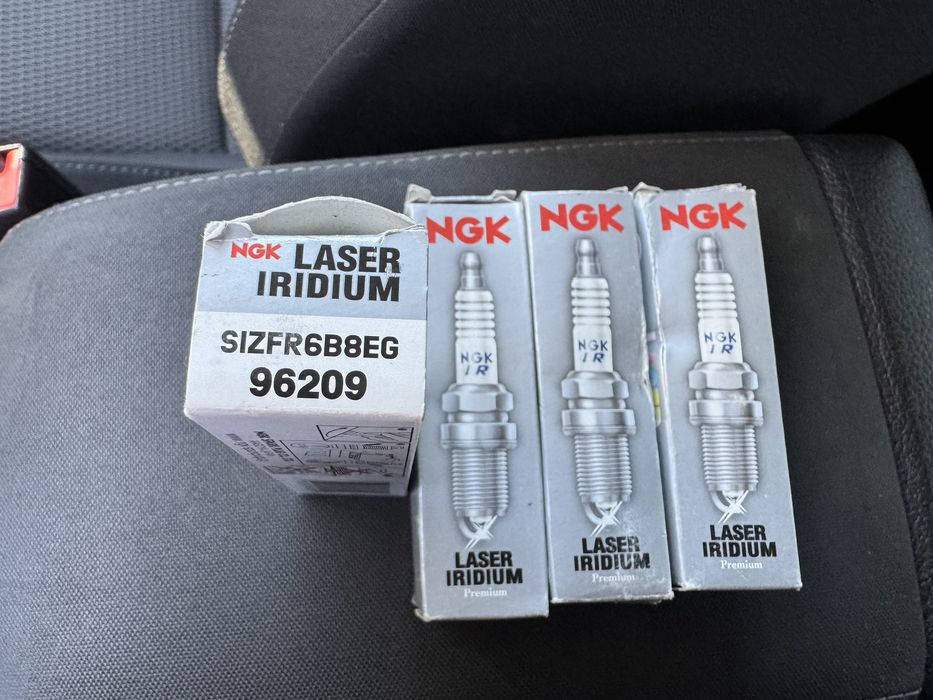 NGK LASER
IRIDIUM
SIZFR6B8EG
96209
NGK
NGK
IR
LASER
IRIDIUM
Premium
NGK
NGK
IR
LASER
IRIDIUM
Premium
NGK
NGK
IR
LASER
IRIDIUM
Premium